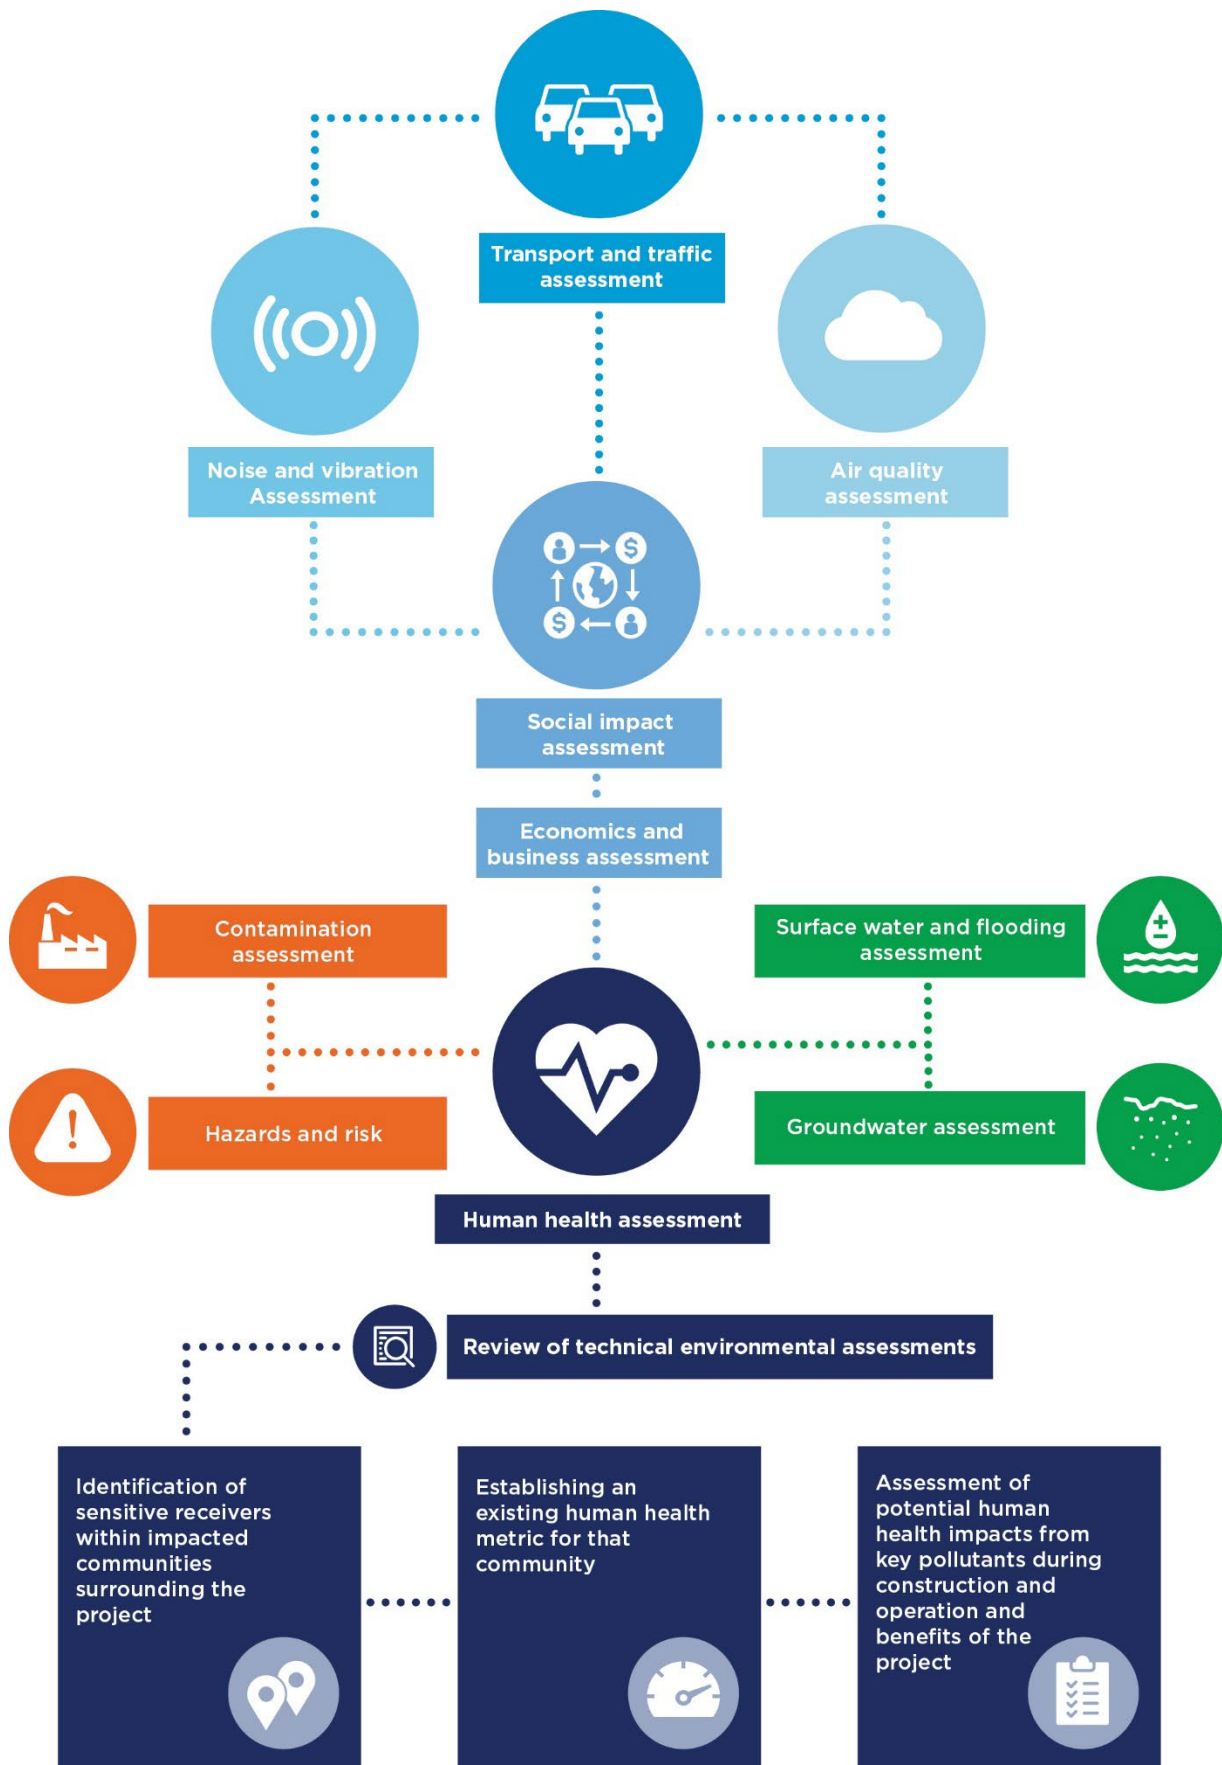 Transport and traffic
assessment
Noise and vibration
Assessment
Air quality
assessment
$
$
Social impact
assessment
Economics and
business assessment
Contamination
assessment
Surface water and flooding
assessment
Hazards and risk
!
Groundwater assessment
Human health assessment
Review of technical environmental assessments
Identification of
sensitive receivers
within impacted
communities
surrounding the
project
Establishing an
existing human health
metric for that
community
Assessment of
potential human
health impacts from
key pollutants during
construction and
operation and
benefits of the
project